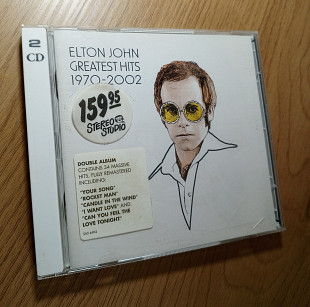 2
CD
ELTON JOHN
GREATEST HITS
1970-2002
159.95
STEREO
STUDIO
DOUBLE ALBUM
CONTAINS 34 MASSIVE
HITS, FULLY REMASTERED
INCLUDING:
"YOUR SONG"
"ROCKET MAN"
"CANDLE IN THE WIND"
"I WANT LOVE" AND
"CAN YOU FEEL THE
LOVE TONIGHT"